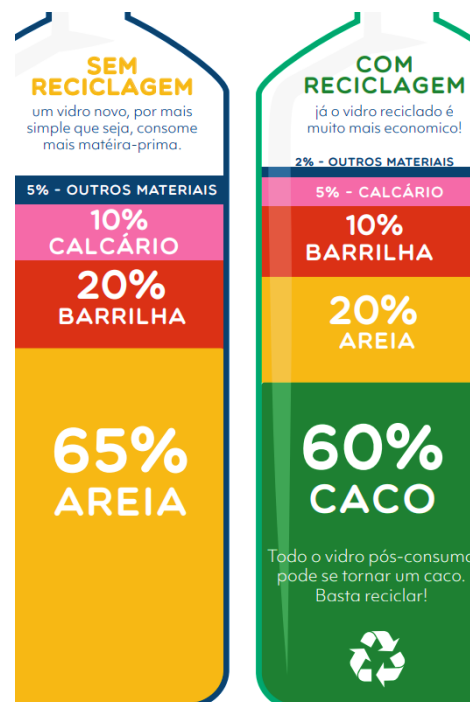 SEM
RECICLAGEM
um vidro novo, por mais
simple que seja, consome
mais matéira-prima.
5% - OUTROS MATERIAIS
10%
CALCÁRIO
20%
BARRILHA
65%
AREIA
COM
RECICLAGEM
já o vidro reciclado é
muito mais economico!
2% - OUTROS MATERIAIS
5% - CALCÁRIO
10%
BARRILHA
20%
AREIA
60%
CACO
Todo o vidro pós-consumo
pode se tornar um caco.
Basta reciclar!